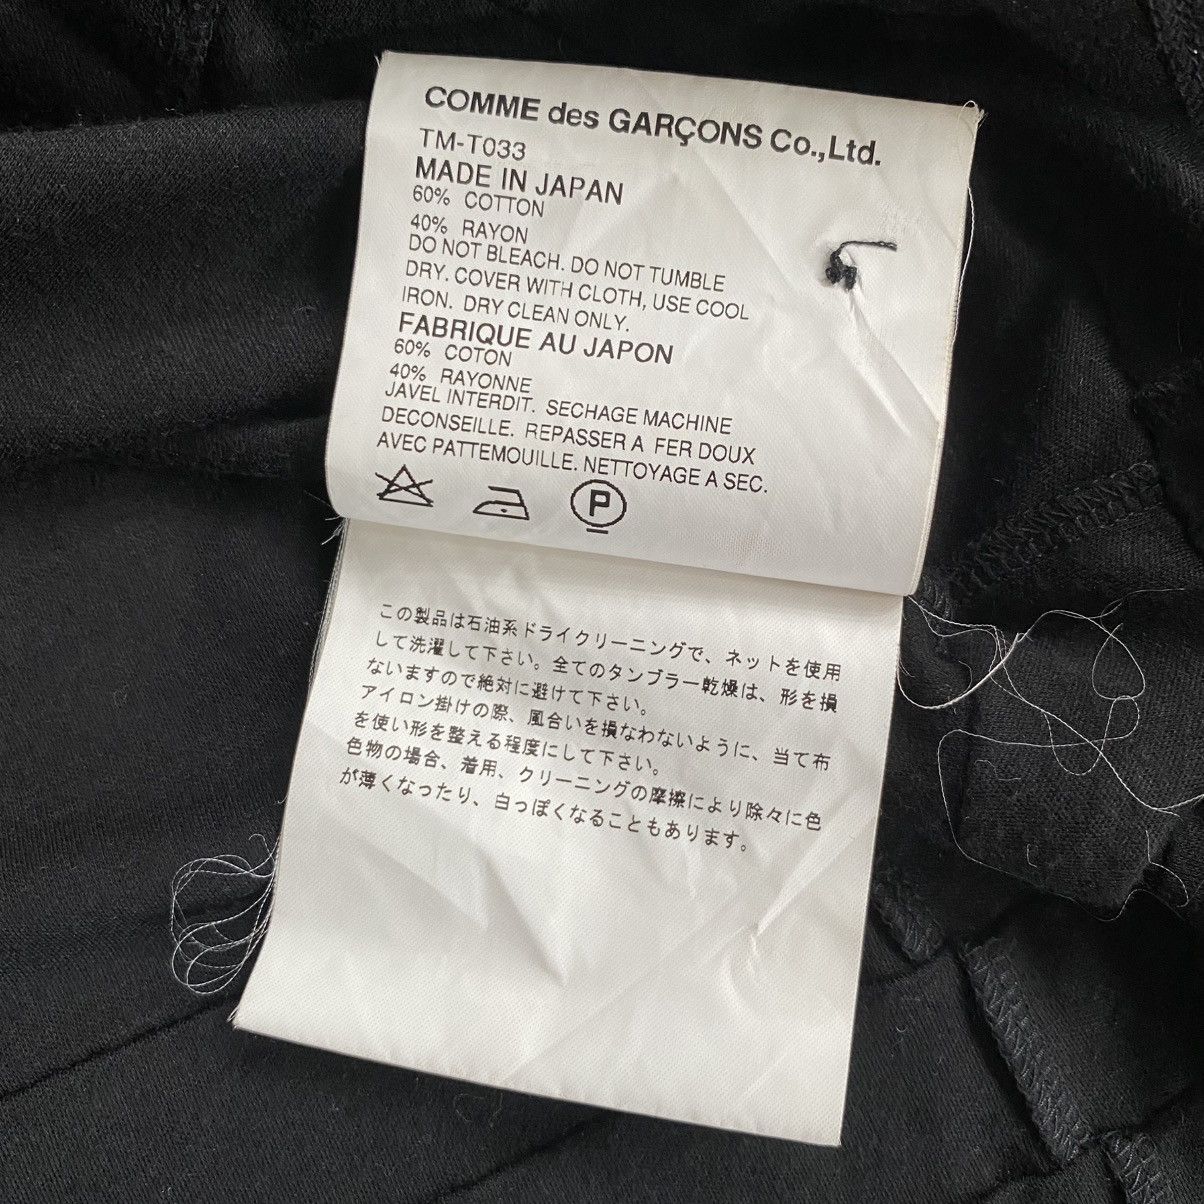 COMME des GARÇONS Co.,Ltd.
TM-T033
MADE IN JAPAN
60% COTTON
40% RAYON
DO NOT BLEACH. DO NOT TUMBLE
DRY. COVER WITH CLOTH, USE COOL
IRON. DRY CLEAN ONLY.
FABRIQUE AU JAPON
60% COTON
40% RAYONNE
JAVEL INTERDIT. SECHAGE MACHINE
DECONSEILLE. REPASSER A FER DOUX
AVEC PATTEMOUILLE. NETTOYAGE A SEC.
P
この製品は石油系ドライクリーニングで、ネットを使用
して洗濯して下さい。全てのタンブラー乾燥は、形を損
ないますので絶対に避けて下さい。
アイロン掛けの際、風合いを損なわないように、当て布
を使い形を整える程度にして下さい。
色物の場合、着用、クリーニングの摩擦により除々に色
が薄くなったり、白っぽくなることもあります。